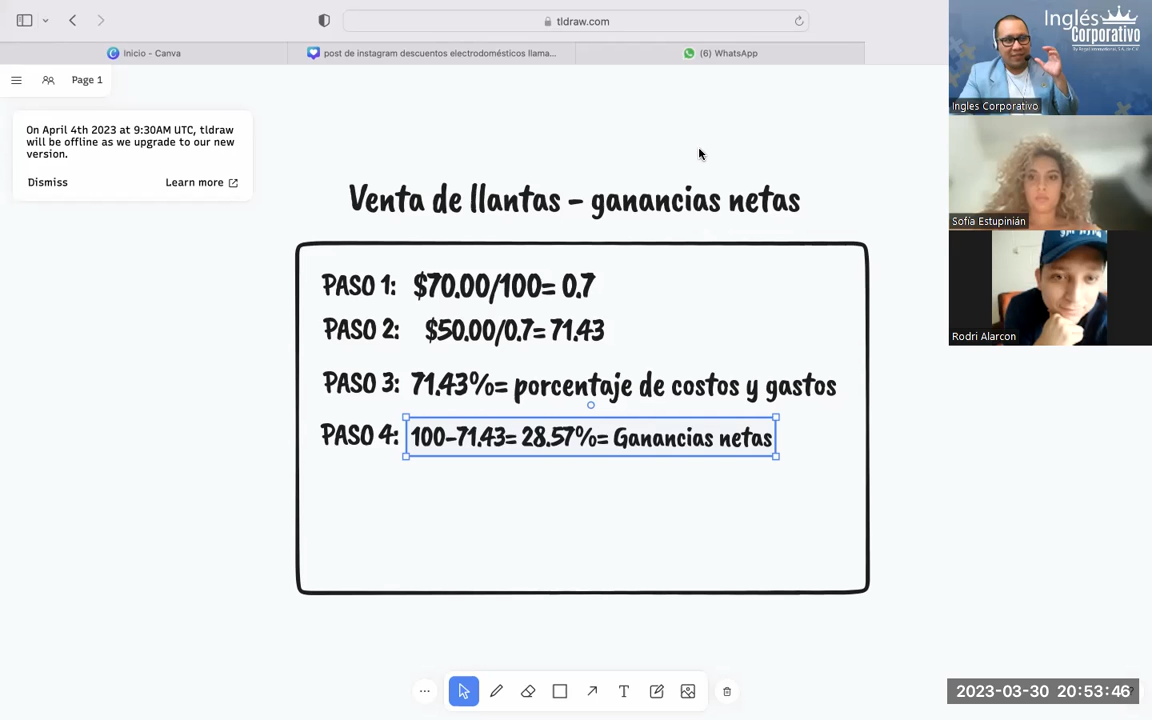 tldraw.com
Inicio - Canva
post de instagram descuentos electrodomésticos llama...
(6) WhatsApp
Page 1
On April 4th 2023 at 9:30AM UTC, tldraw
will be offline as we upgrade to our new
version.
Dismiss
Learn more
Venta de llantas - ganancias netas
PASO 1: $70.00/100= 0.7
PASO 2: $50.00/0.7= 71.43
PASO 3: 71.43%= porcentaje de costos y gastos
PASO 4: 100-71.43= 28.57%= Ganancias netas
Inglés
Corporativo
Ingles Corporativo
Sofía Estupinián
Rodri Alarcon
2023-03-30 20:53:46